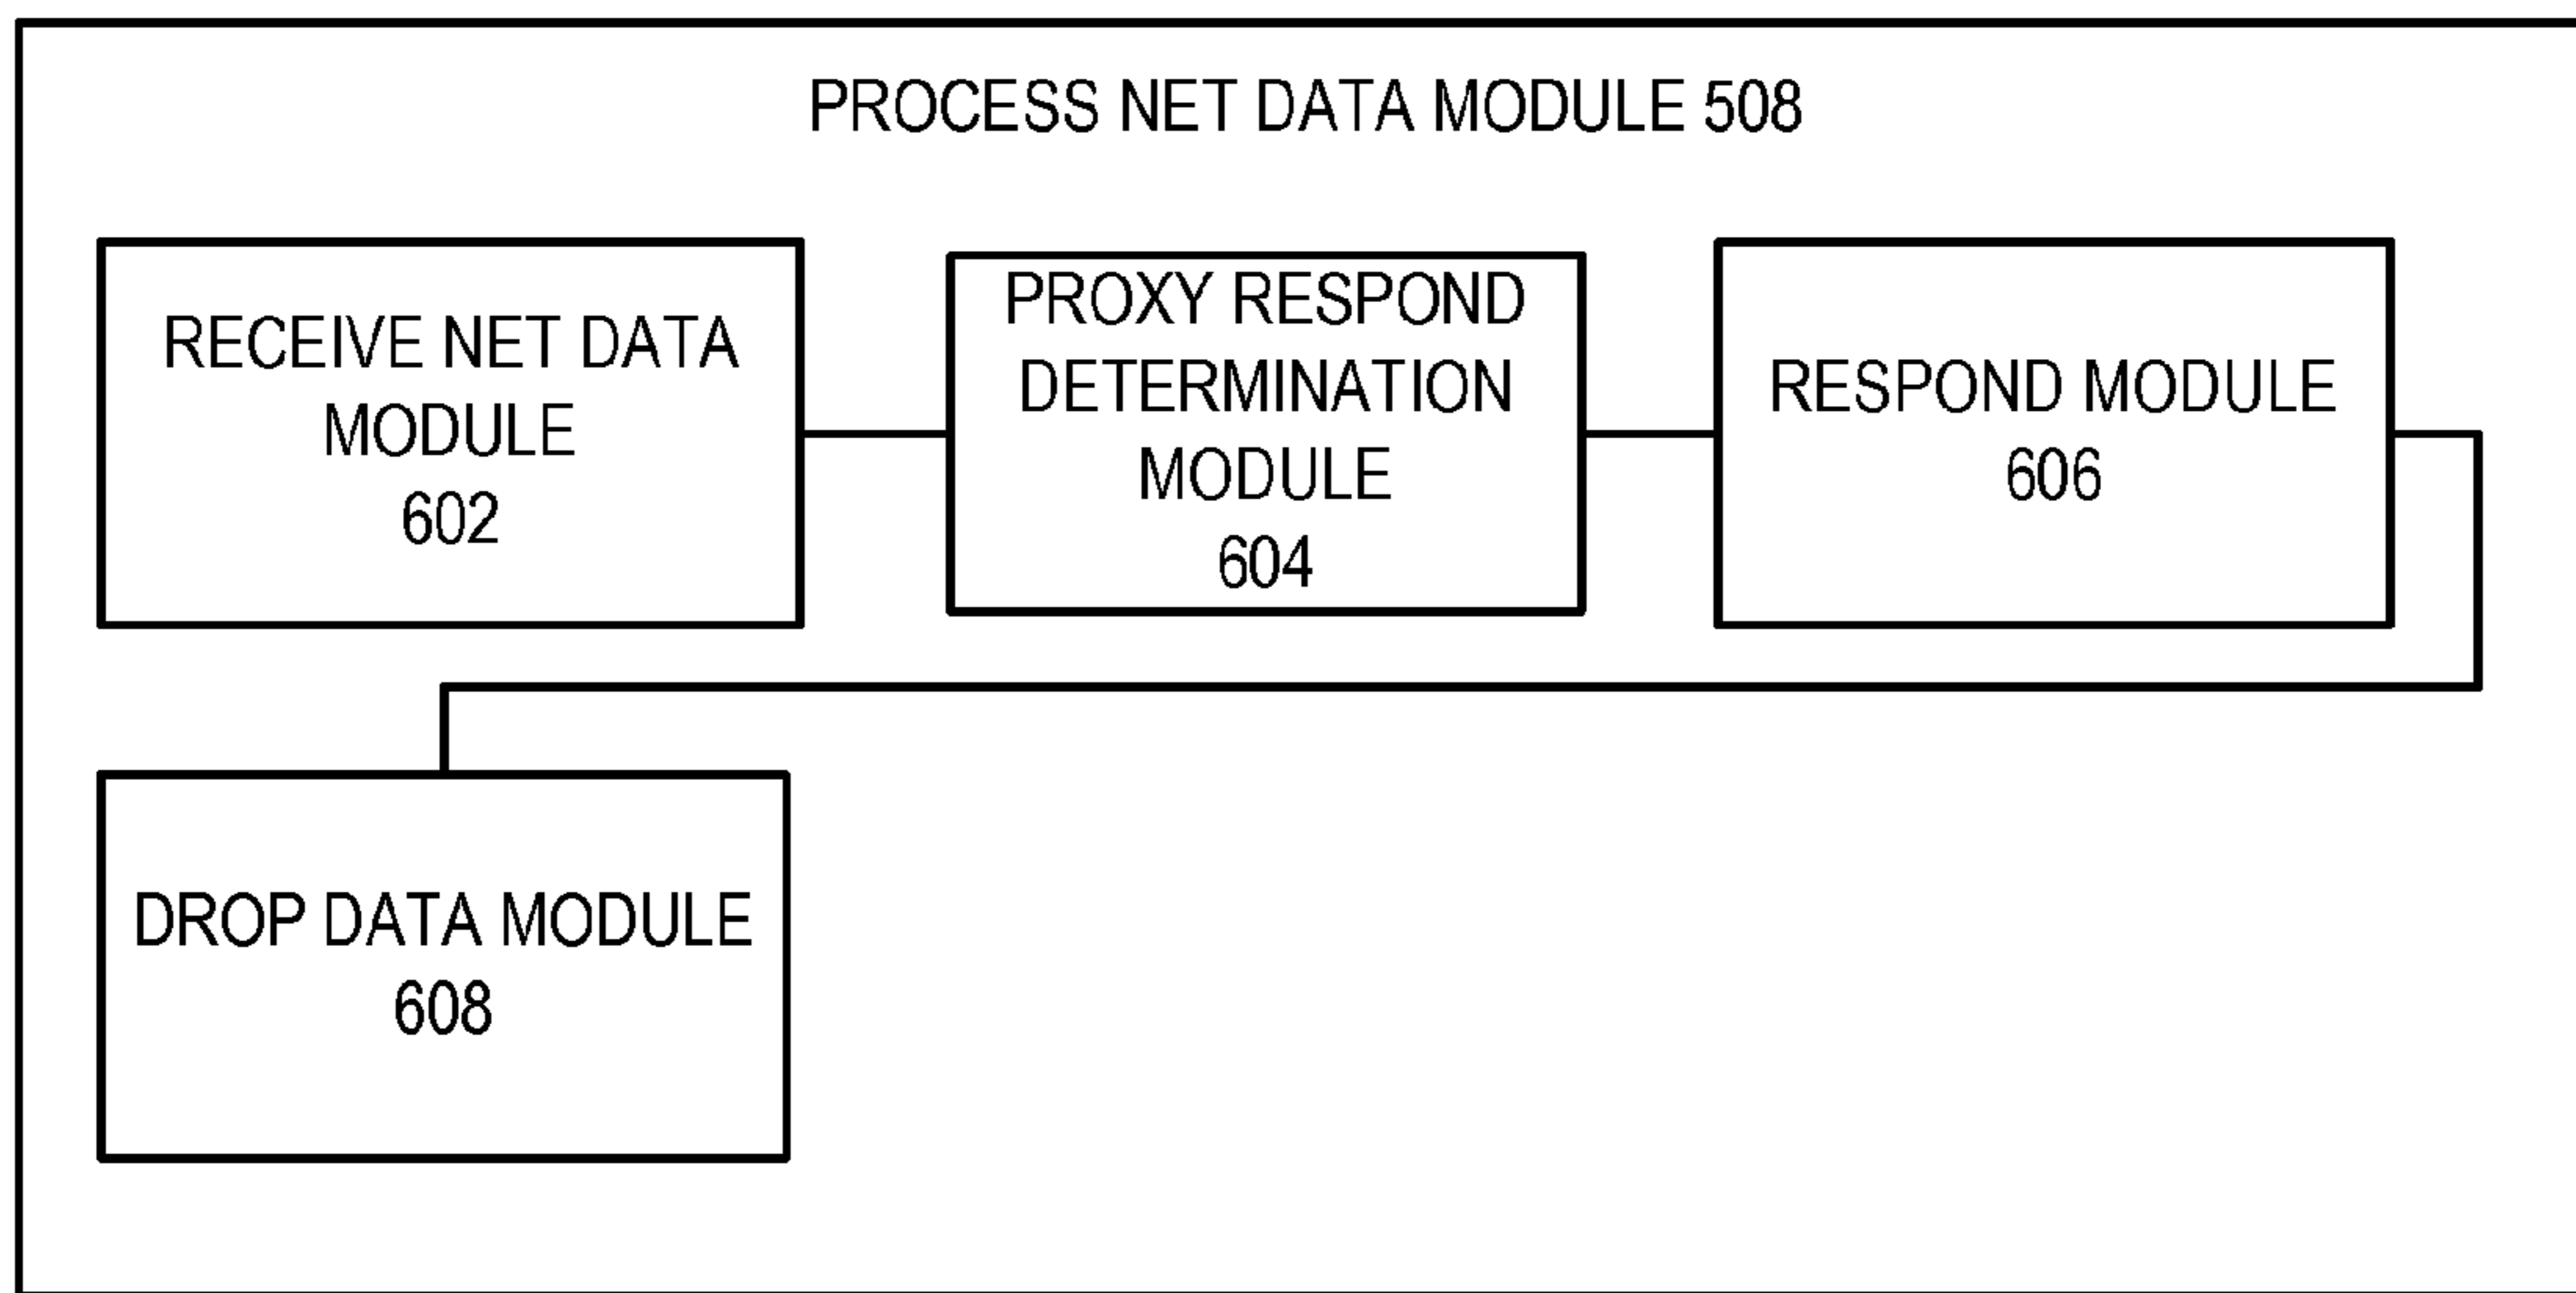 PROCESS NET DATA MODULE 508
RECEIVE NET DATA
MODULE
602
PROXY RESPOND
DETERMINATION
MODULE
604
RESPOND MODULE
606
DROP DATA MODULE
608